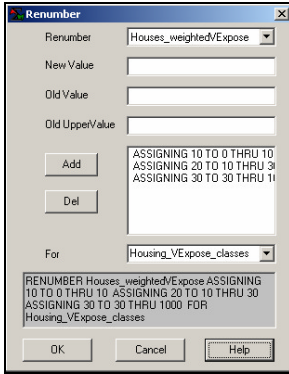 Renumber
Renumber Houses_weightedVExpose
New Value
Old Value
Old UpperValue
Add
ASSIGNING 10 TO 0 THRU 10
ASSIGNING 20 TO 10 THRU 3
ASSIGNING 30 TO 30 THRU 1
Del
For Housing_VExpose_classes
RENUMBER Houses_weightedVExpose ASSIGNING
10 TO 0 THRU 10 ASSIGNING 20 TO 10 THRU 30
ASSIGNING 30 TO 30 THRU 1000 FOR
Housing_VExpose_classes
OK Cancel Help